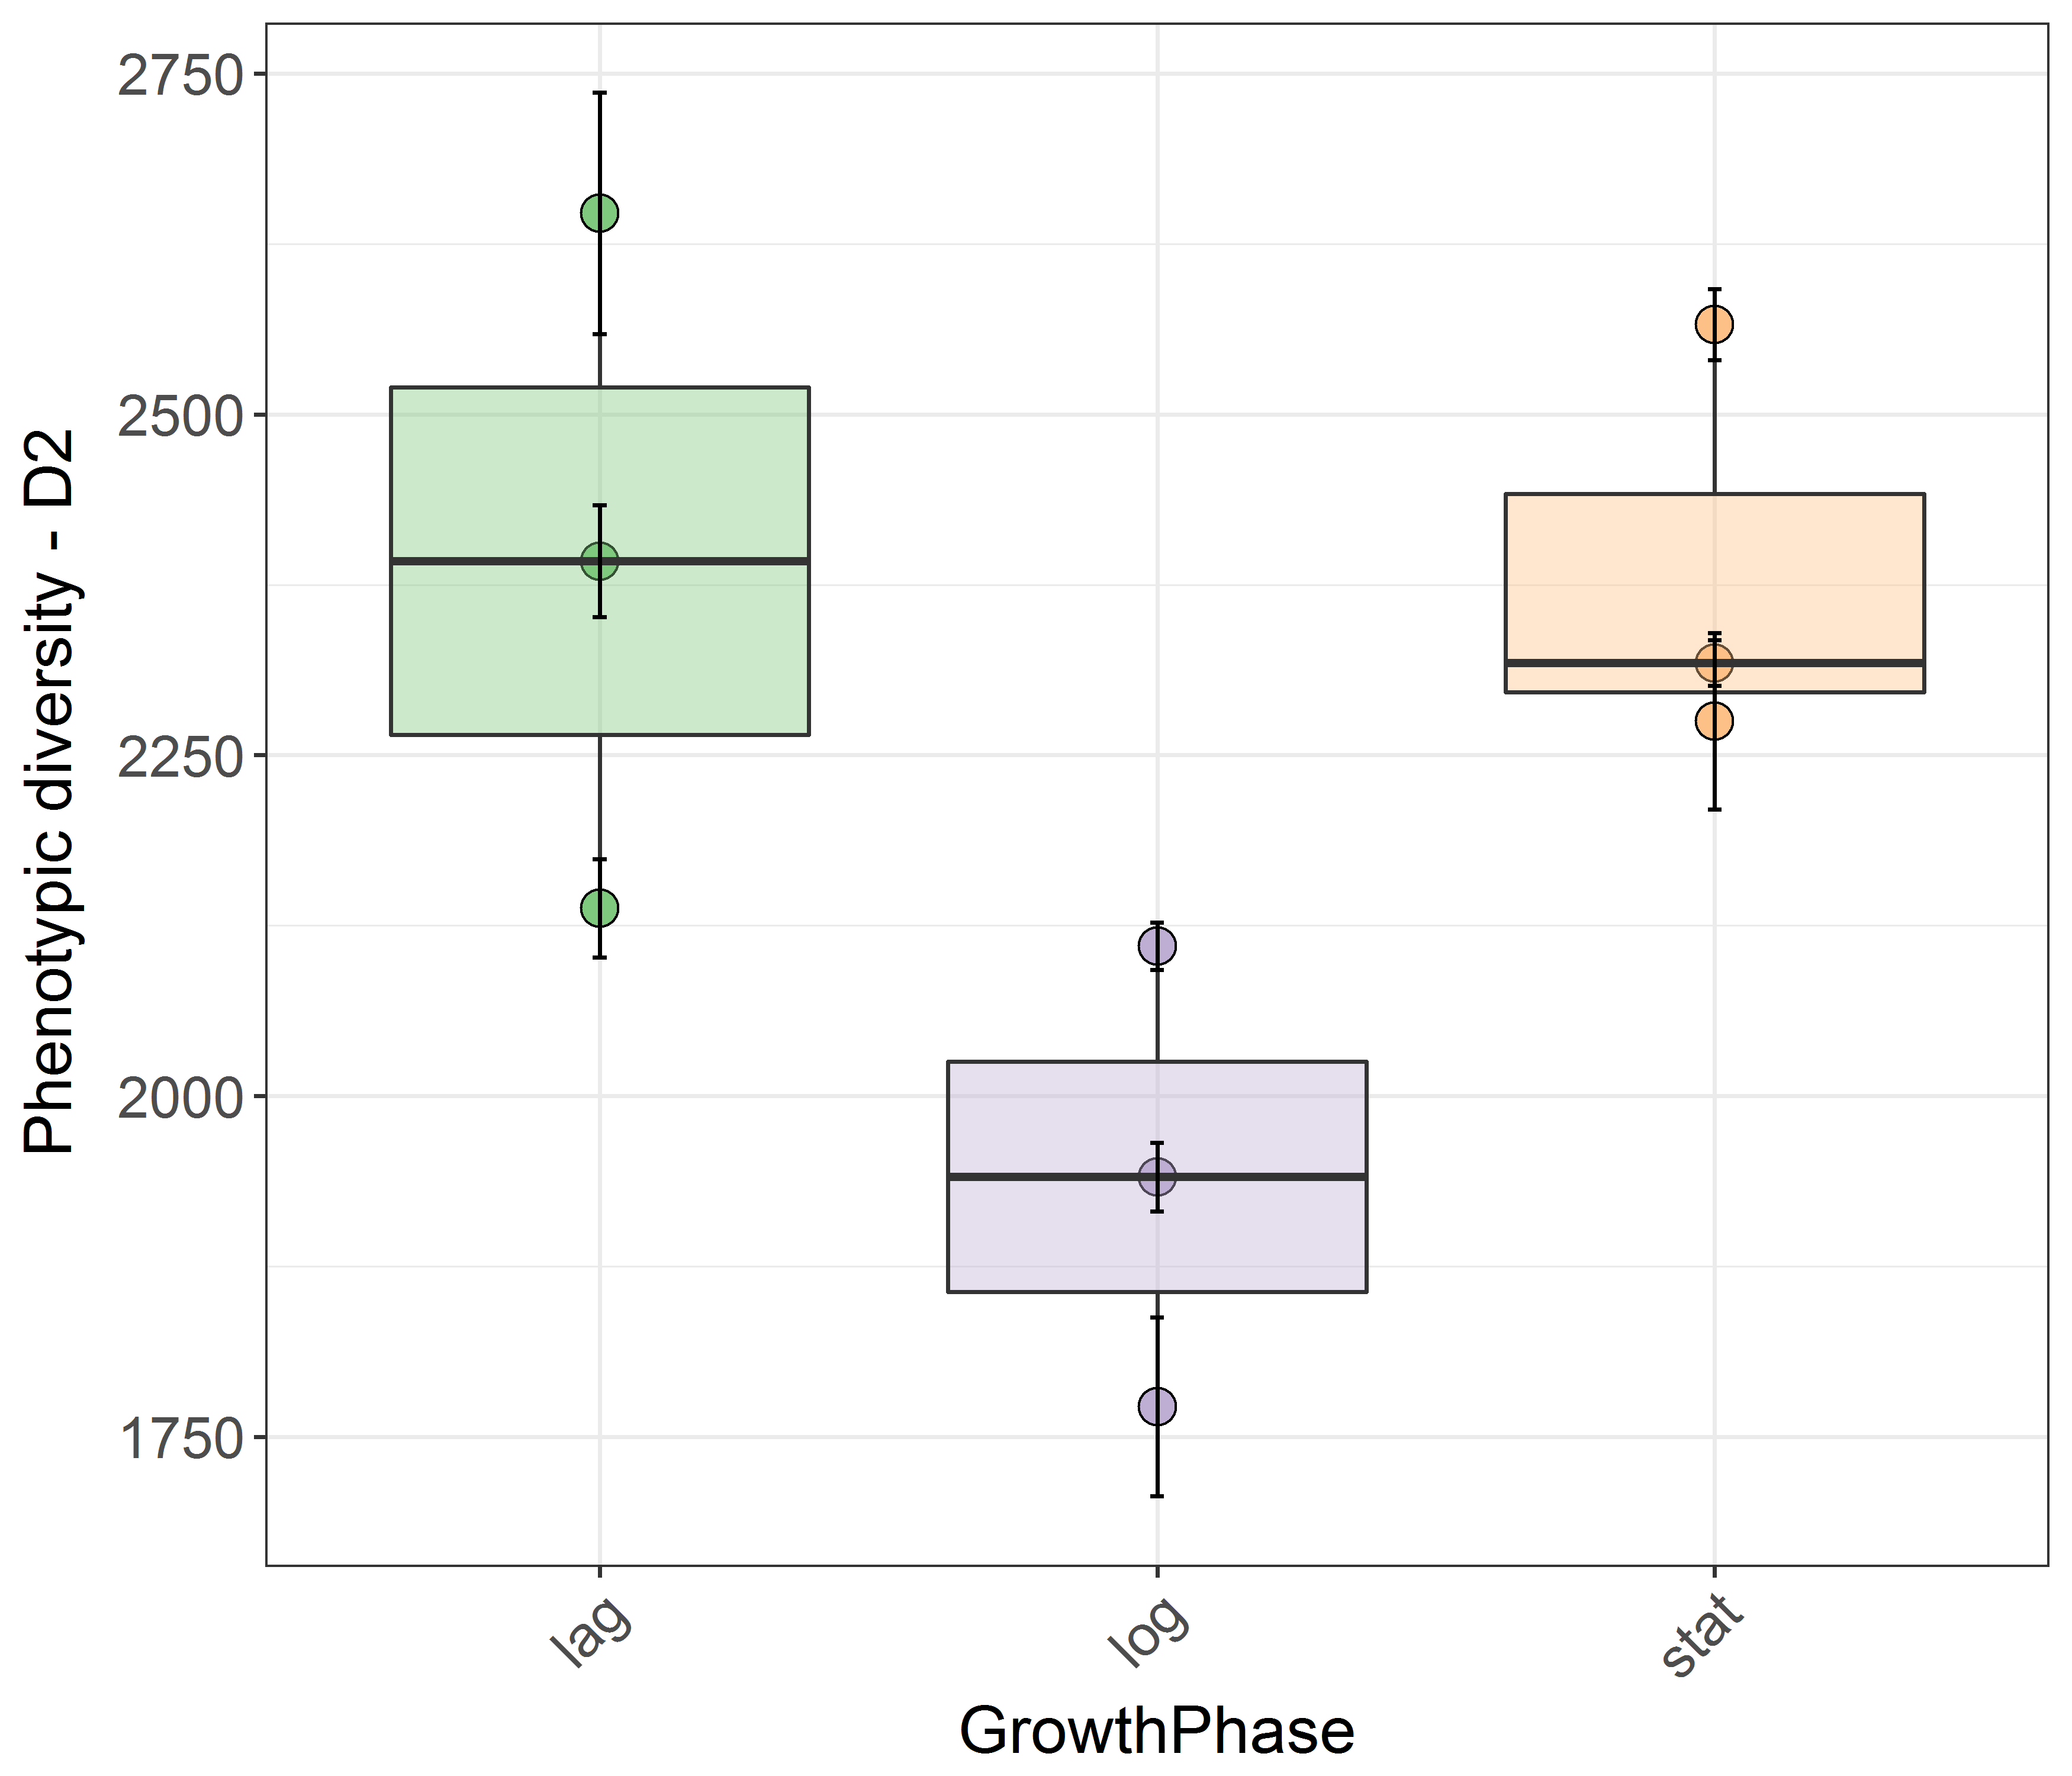 Phenotypic diversity - D2
2750
2500
2250
2000
1750
lag
log
stat
GrowthPhase